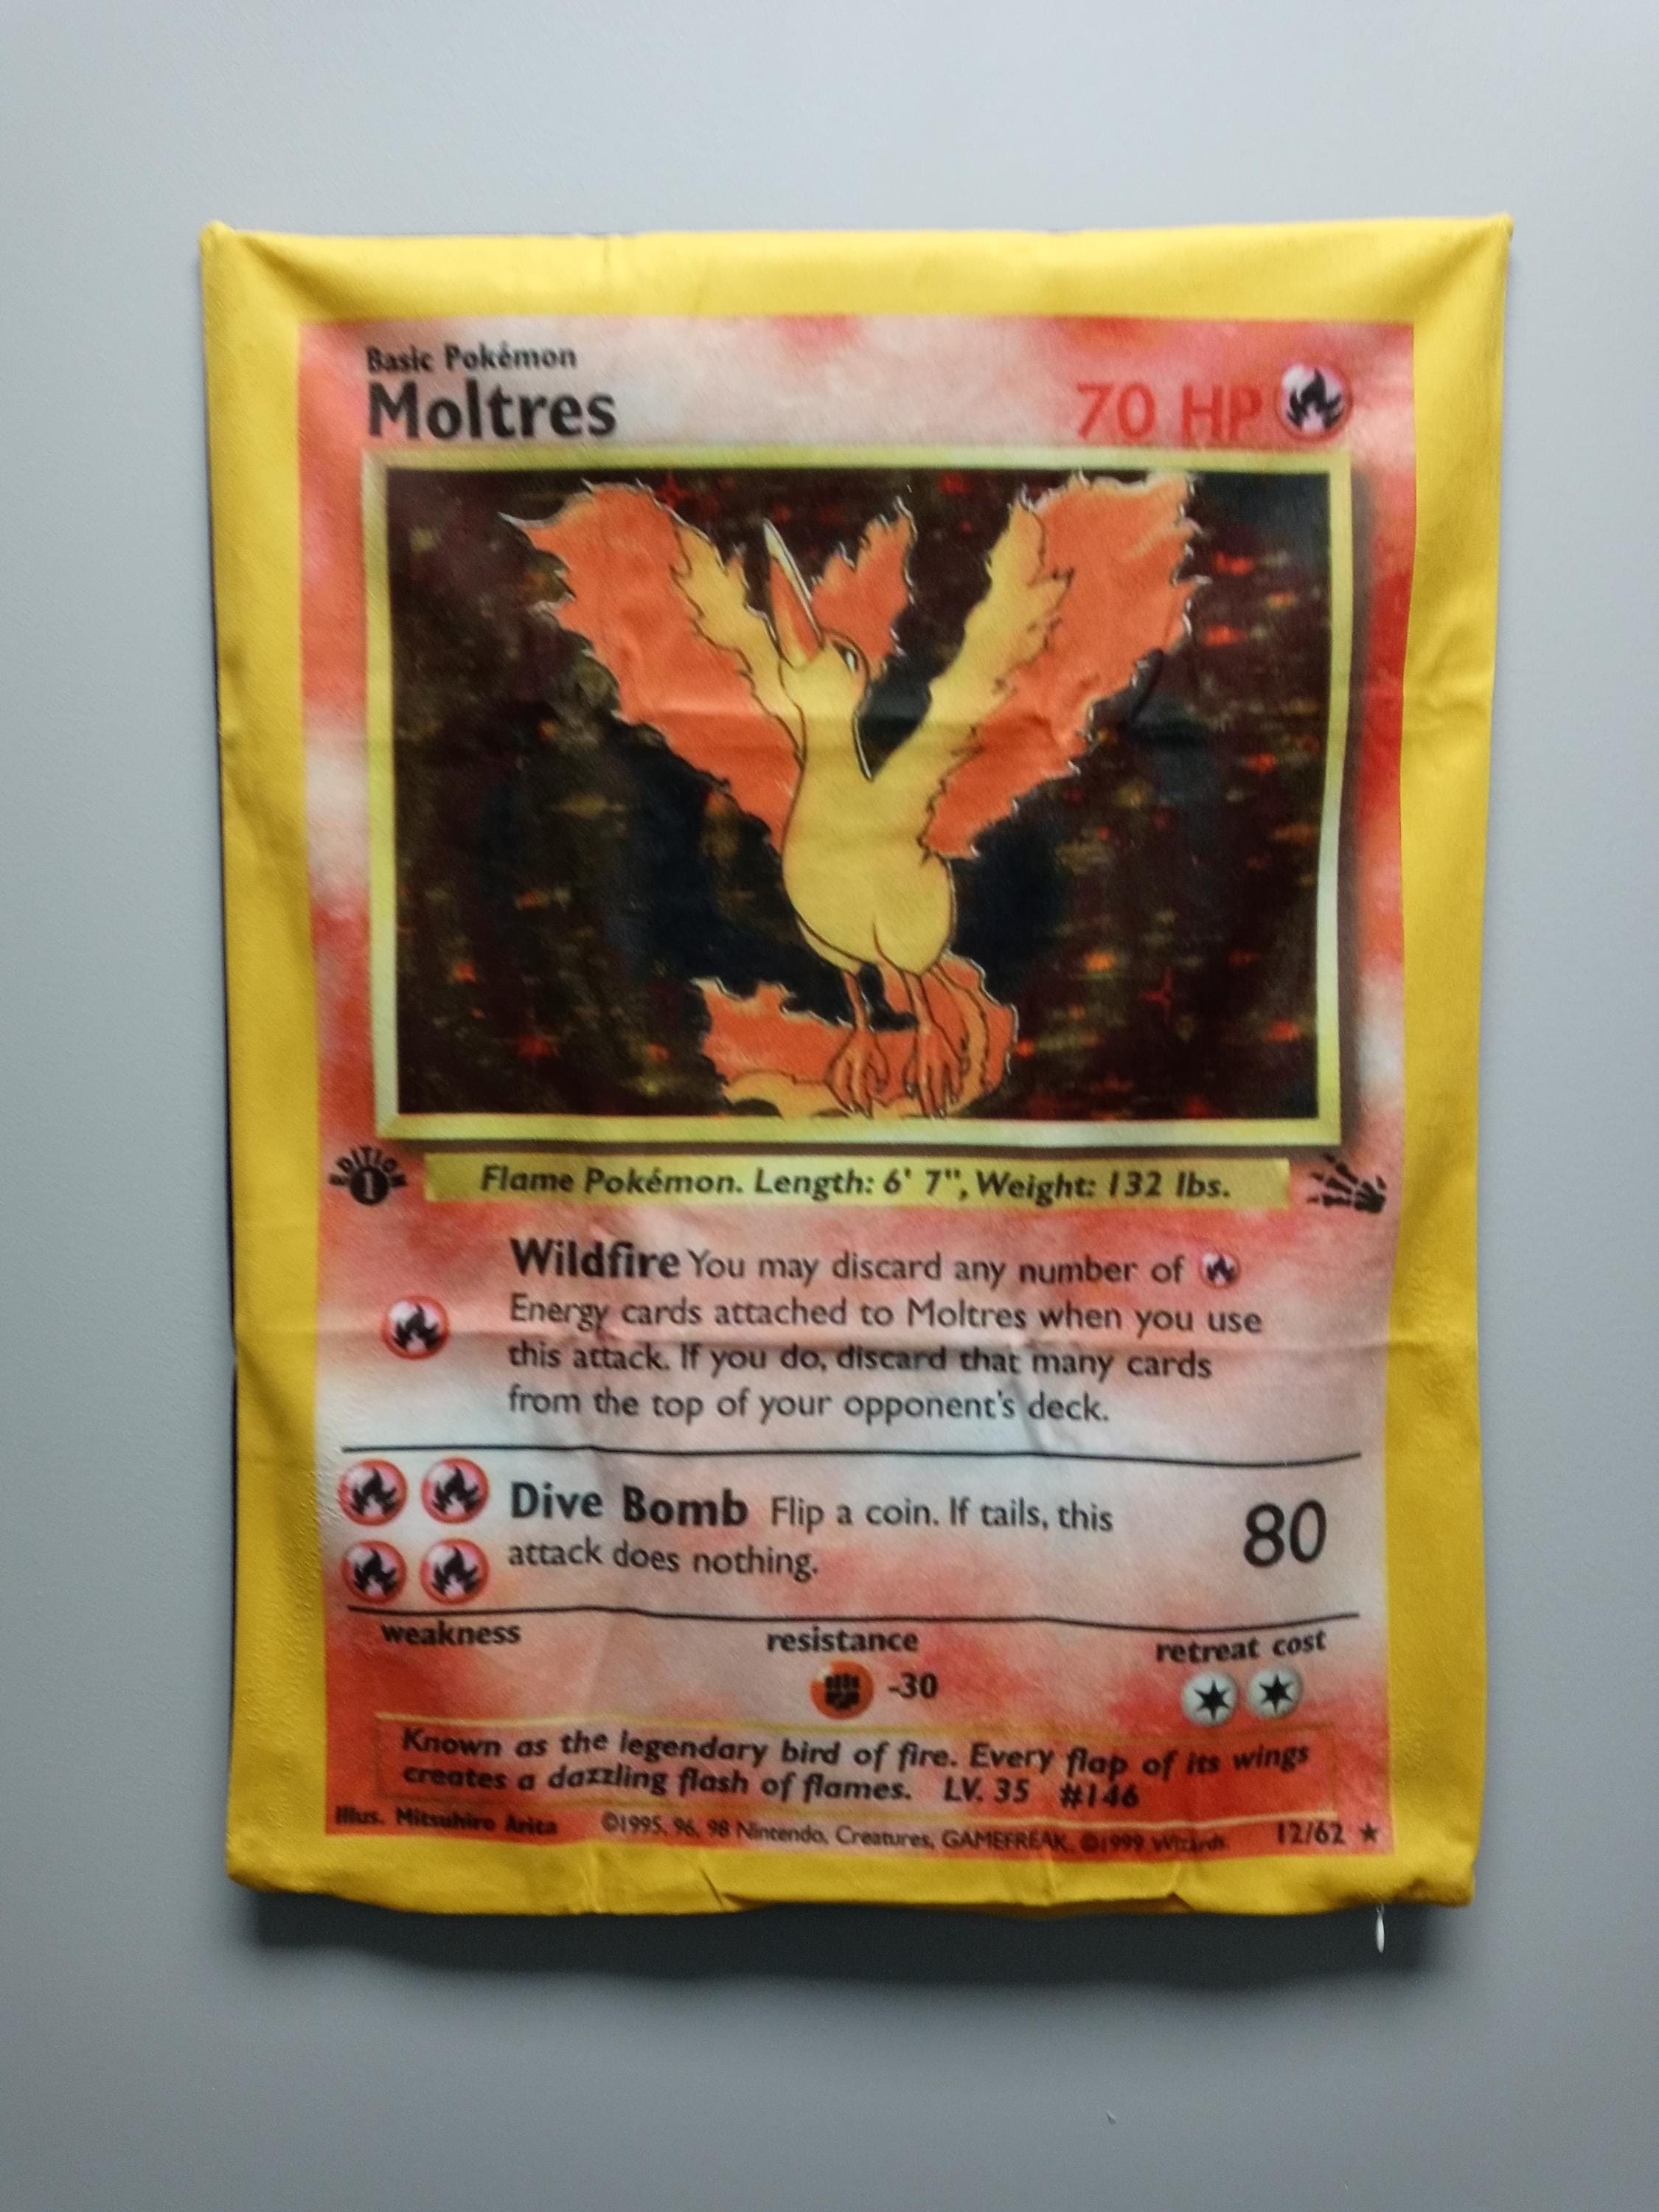 Basic Pokémon
Moltres
70 HP
EDITION
1
Flame Pokémon. Length: 6' 7", Weight: 132 lbs.
Wildfire You may discard any number of
Energy cards attached to Moltres when you use
this attack. If you do, discard that many cards
from the top of your opponent's deck.
Dive Bomb Flip a coin. If tails, this
attack does nothing.
80
weakness
resistance
retreat cost
-30
Known as the legendary bird of fire. Every flap of its wings
creates a dazzling flash of flames. LV. 35 #146
Illus. Mitsuhiro Arita ©1995, 96, 98 Nintendo, Creatures, GAMEFREAK. ©1999 Wizards 12/62 ★